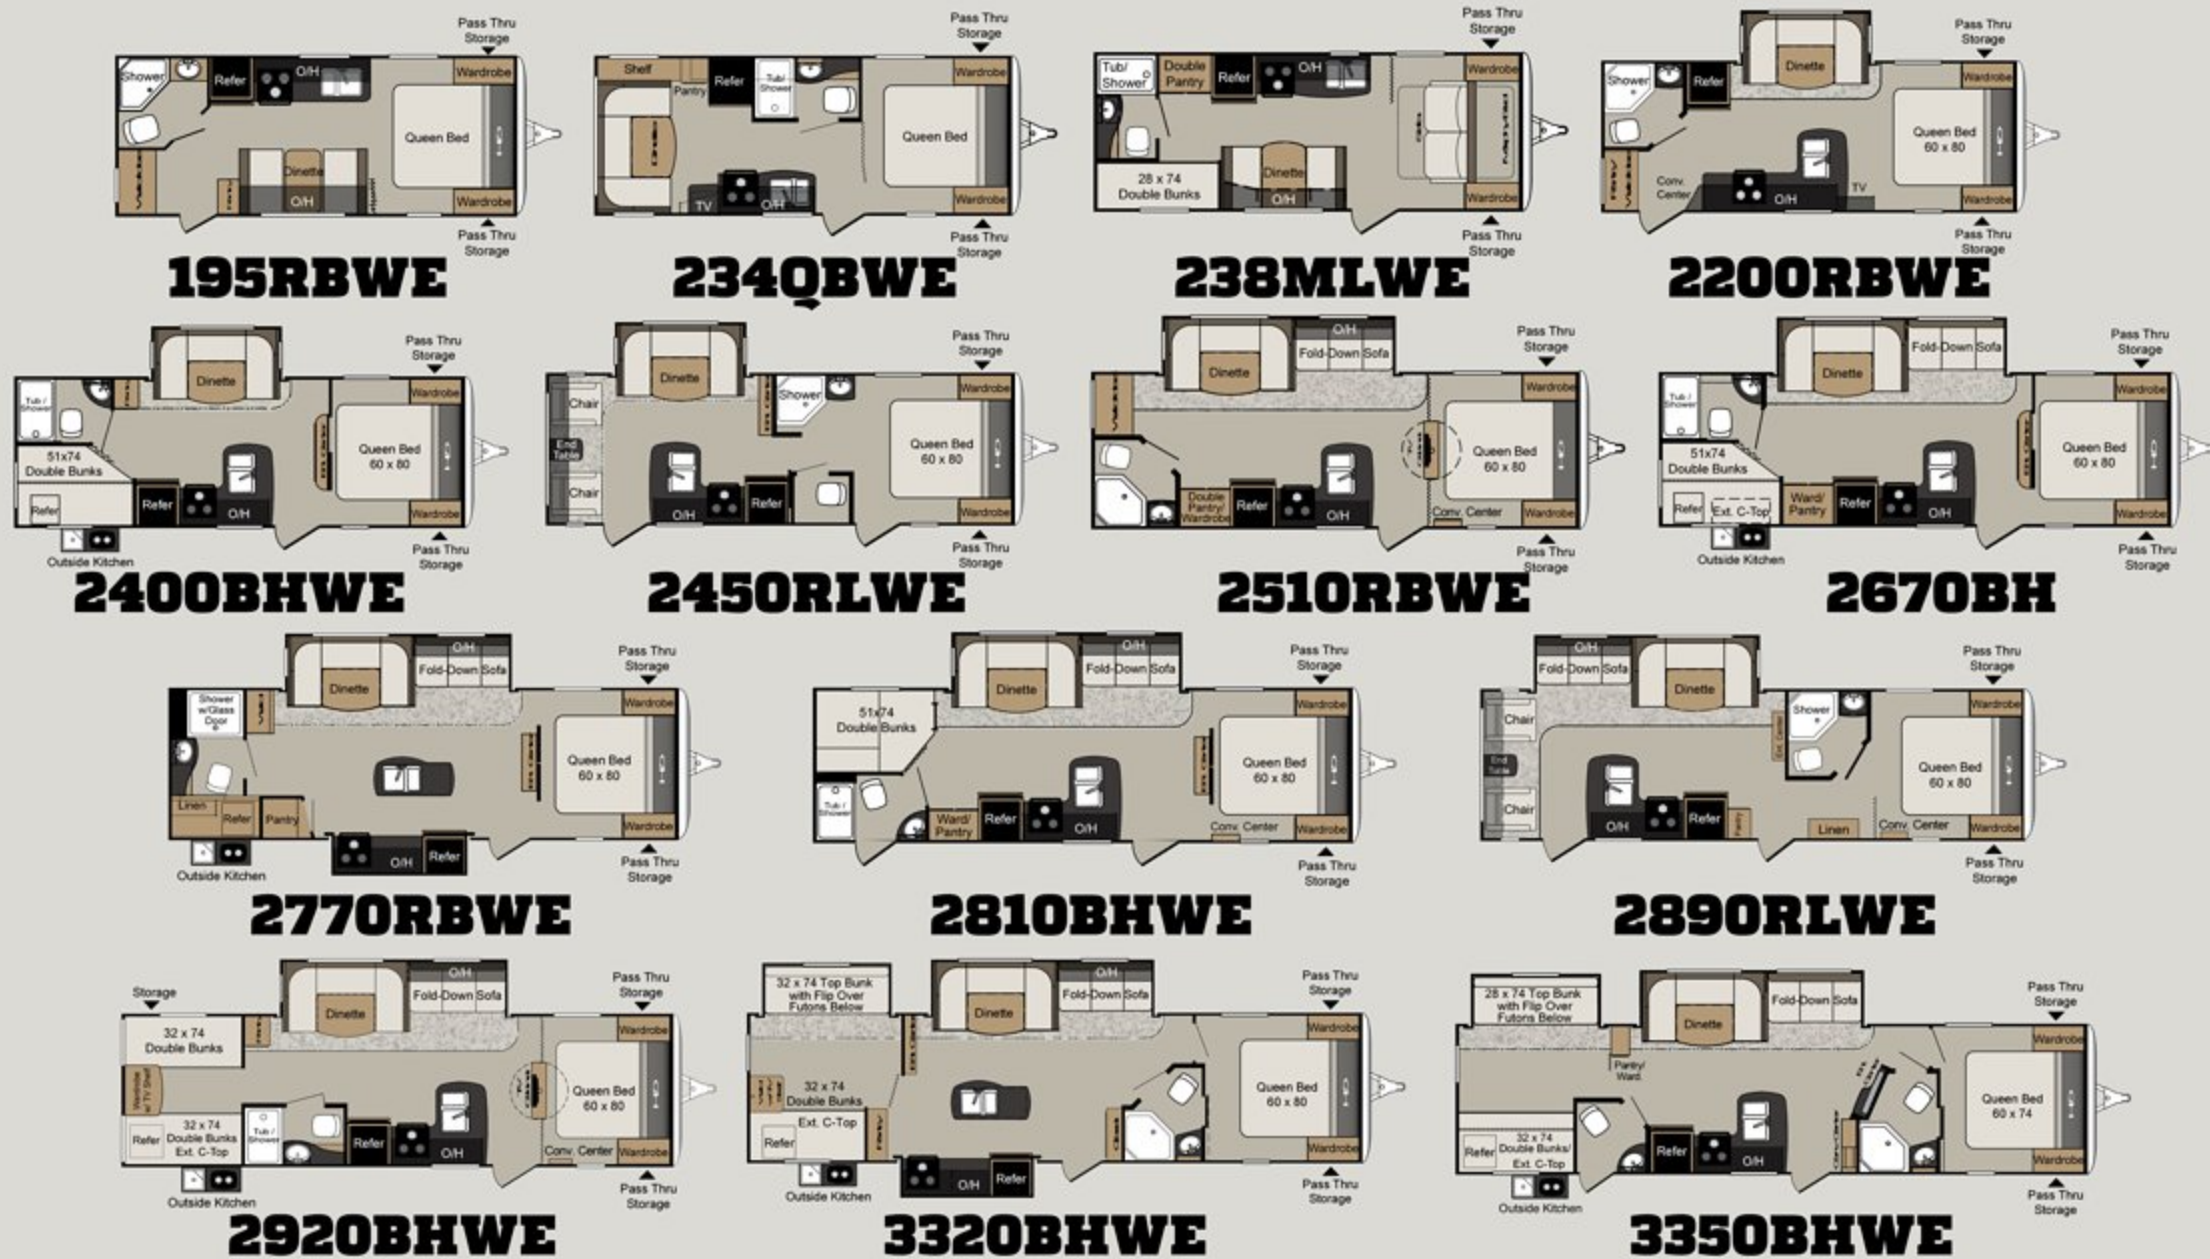 Pass Thru
Storage
Shower
Refer
O/H
Wardrobe
Queen Bed
Dinette
O/H
Wardrobe
Pass Thru
Storage
195RBWE
Pass Thru
Storage
Shelf
Pantry
Refer
Tub/
Shower
Wardrobe
Queen Bed
TV
O/H
Wardrobe
Pass Thru
Storage
234QBWE
Pass Thru
Storage
Tub/
Shower
Double
Pantry
Refer
O/H
Wardrobe
28 x 74
Double Bunks
Dinette
O/H
Wardrobe
Pass Thru
Storage
238MLWE
Pass Thru
Storage
Shower
Refer
Dinette
Wardrobe
Queen Bed
60 x 80
Conv.
Center
O/H
TV
Wardrobe
Pass Thru
Storage
2200RBWE
Pass Thru
Storage
Tub /
Shower
Dinette
Wardrobe
Queen Bed
60 x 80
51x74
Double Bunks
Refer
Refer
O/H
Wardrobe
Outside Kitchen
Pass Thru
Storage
2400BHWE
Pass Thru
Storage
Chair
Dinette
Shower
Wardrobe
End
Table
Queen Bed
60 x 80
Chair
O/H
Refer
Wardrobe
Pass Thru
Storage
2450RLWE
Pass Thru
Storage
Dinette
O/H
Fold-Down Sofa
Wardrobe
Queen Bed
60 x 80
Double
Pantry/
Wardrobe
Refer
O/H
Conv. Center
Wardrobe
Pass Thru
Storage
2510RBWE
Pass Thru
Storage
Tub /
Shower
Dinette
Fold-Down Sofa
Wardrobe
Queen Bed
60 x 80
51x74
Double Bunks
Refer
Ext. C-Top
Ward/
Pantry
Refer
O/H
Wardrobe
Outside Kitchen
Pass Thru
Storage
2670BH
Pass Thru
Storage
Shower
w/Glass
Door
Dinette
O/H
Fold-Down Sofa
Wardrobe
Queen Bed
60 x 80
Linen
Refer
Pantry
O/H
Refer
Wardrobe
Outside Kitchen
Pass Thru
Storage
2770RBWE
Pass Thru
Storage
51x74
Double Bunks
Dinette
O/H
Fold-Down Sofa
Wardrobe
Queen Bed
60 x 80
Tub /
Shower
Ward/
Pantry
Refer
O/H
Conv. Center
Wardrobe
Pass Thru
Storage
2810BHWE
Pass Thru
Storage
O/H
Fold-Down Sofa
Dinette
Chair
Shower
Wardrobe
End
Table
Ent. Center
Queen Bed
60 x 80
Chair
O/H
Refer
Pantry
Linen
Conv. Center
Wardrobe
Pass Thru
Storage
2890RLWE
Storage
Pass Thru
Storage
32 x 74
Double Bunks
Dinette
O/H
Fold-Down Sofa
Wardrobe
Wardrobe
w/ TV Shelf
Queen Bed
60 x 80
Refer
32 x 74
Double Bunks
Ext. C-Top
Tub /
Shower
Refer
O/H
Conv. Center
Wardrobe
Outside Kitchen
Pass Thru
Storage
2920BHWE
Pass Thru
Storage
32 x 74 Top Bunk
with Flip Over
Futons Below
Dinette
O/H
Fold-Down Sofa
Wardrobe
32 x 74
Double Bunks
Ext. C-Top
Refer
Queen Bed
60 x 80
O/H
Refer
Wardrobe
Outside Kitchen
Pass Thru
Storage
3320BHWE
Pass Thru
Storage
28 x 74 Top Bunk
with Flip Over
Futons Below
Pantry/
Ward.
Dinette
Fold-Down Sofa
Wardrobe
Queen Bed
60 x 74
Refer
32 x 74
Double Bunks/
Ext. C-Top
Refer
O/H
Wardrobe
Outside Kitchen
Pass Thru
Storage
3350BHWE